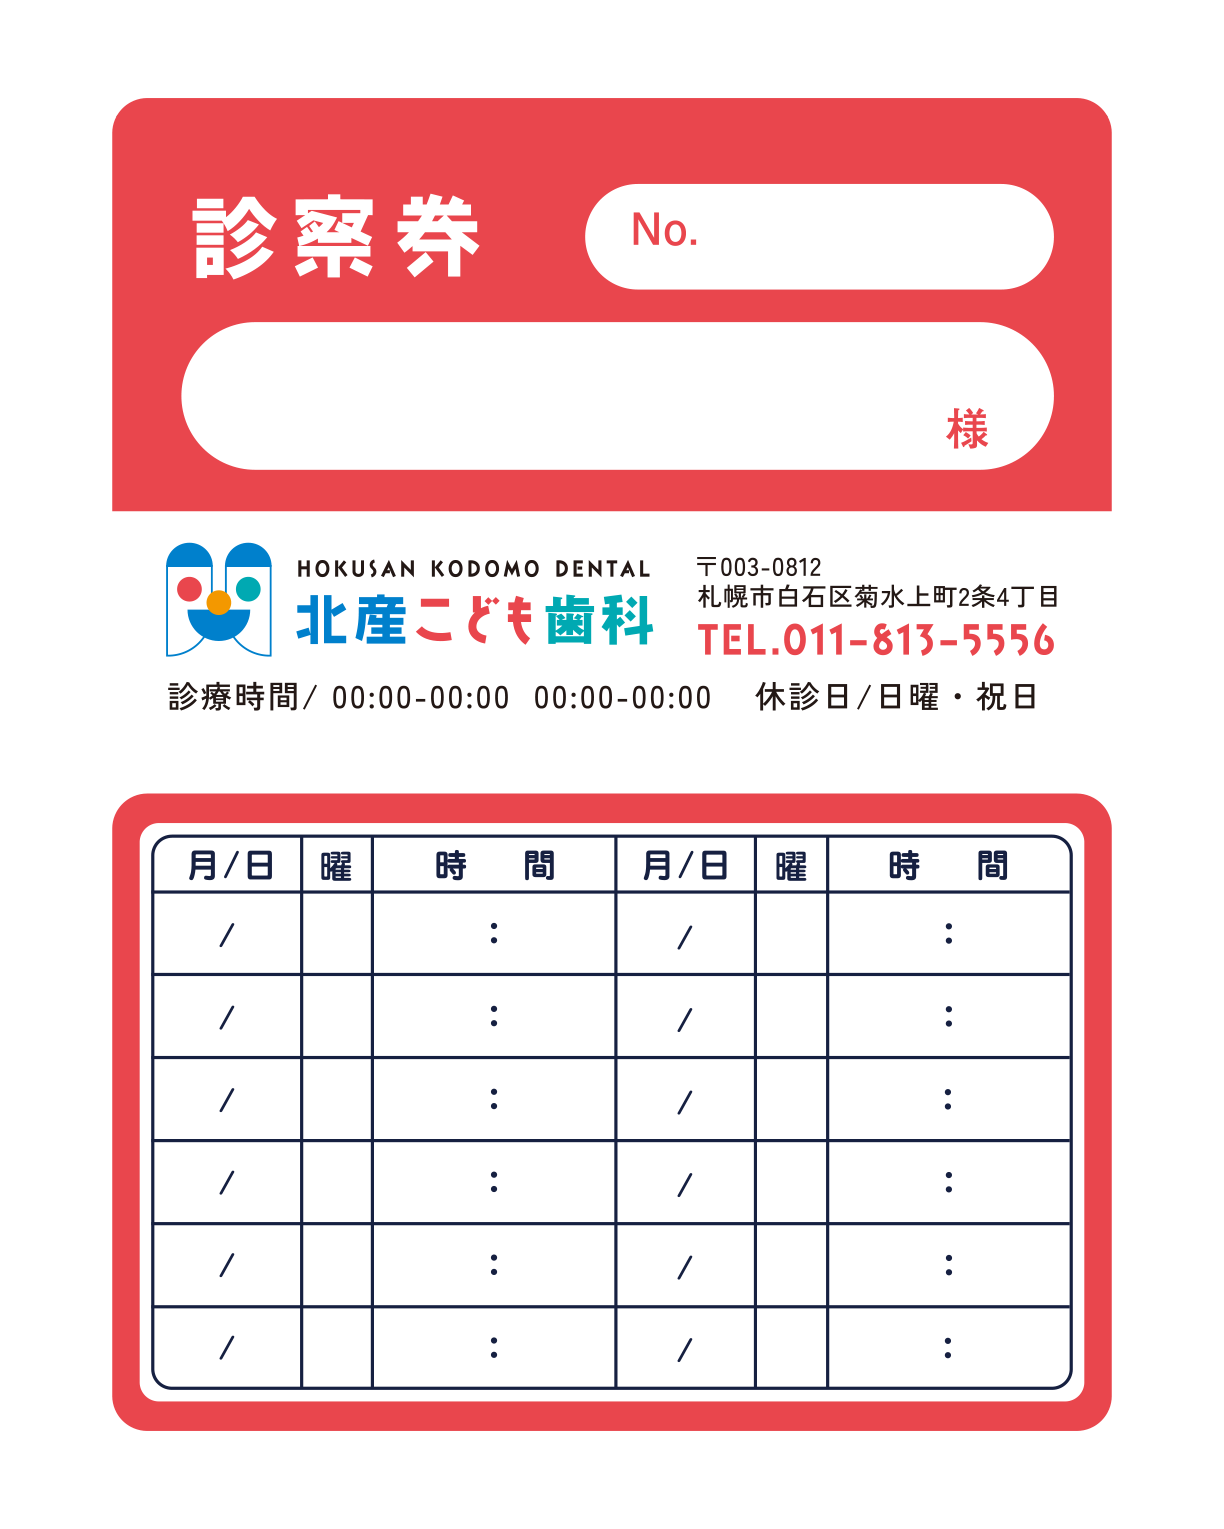 診察券
No.
様
HOKUSAN KODOMO DENTAL
北産こども歯科
〒003-0812
札幌市白石区菊水上町2条4丁目
TEL.011-813-5556
診療時間/ 00:00-00:00 00:00-00:00 休診日/日曜・祝日
月/日 曜 時 間 月/日 曜 時 間
/ : / :
/ : / :
/ : / :
/ : / :
/ : / :
/ : / :